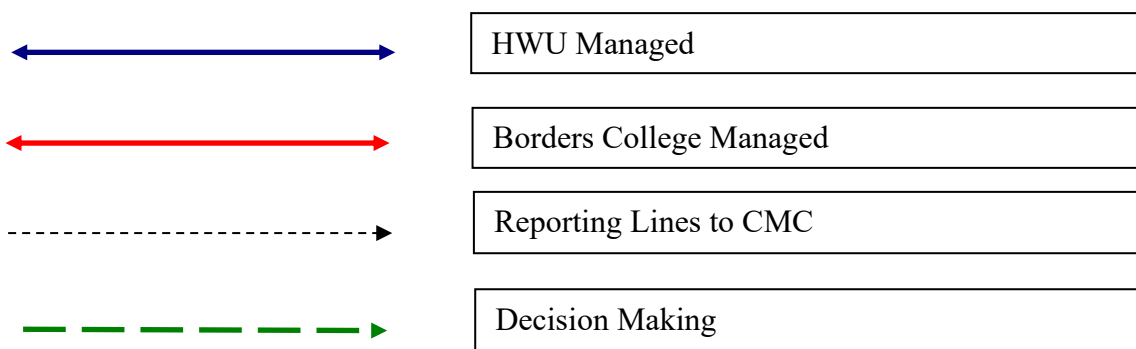 HWU Managed
Borders College Managed
Reporting Lines to CMC
Decision Making